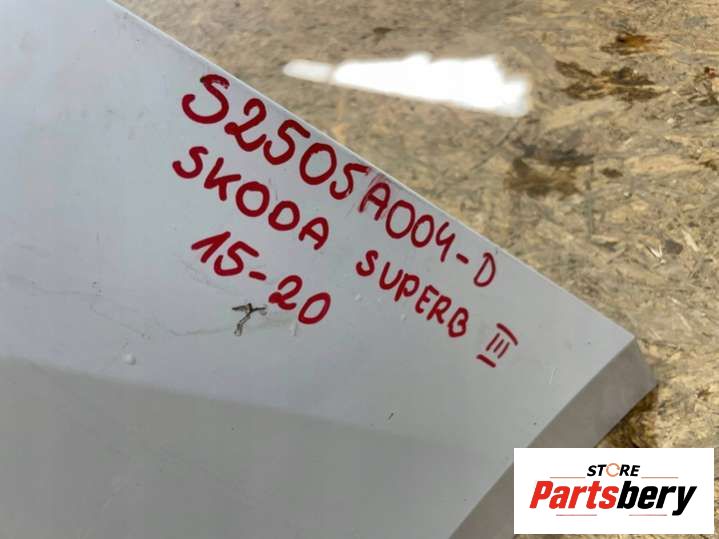 S2505A004-D
SKODA SUPERB III
15-20
STORE
Partsbery